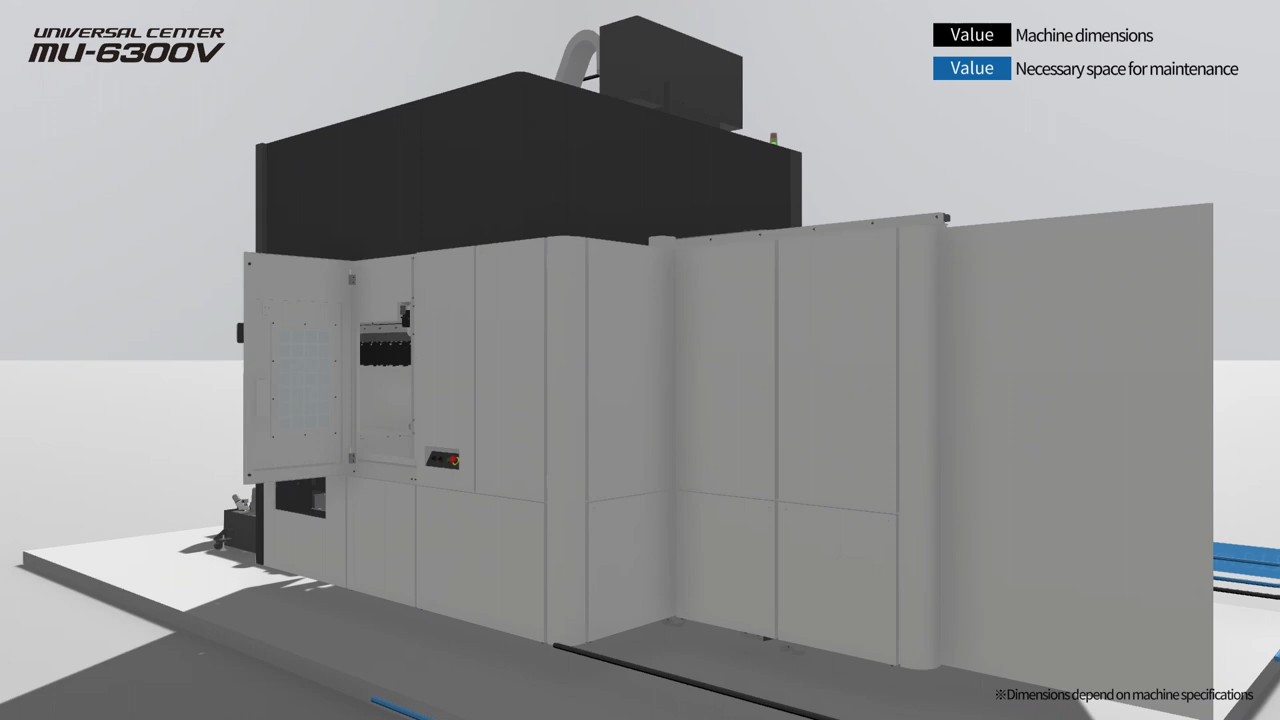 UNIVERSAL CENTER
MU-6300V
Value Machine dimensions
Value Necessary space for maintenance
※Dimensions depend on machine specifications